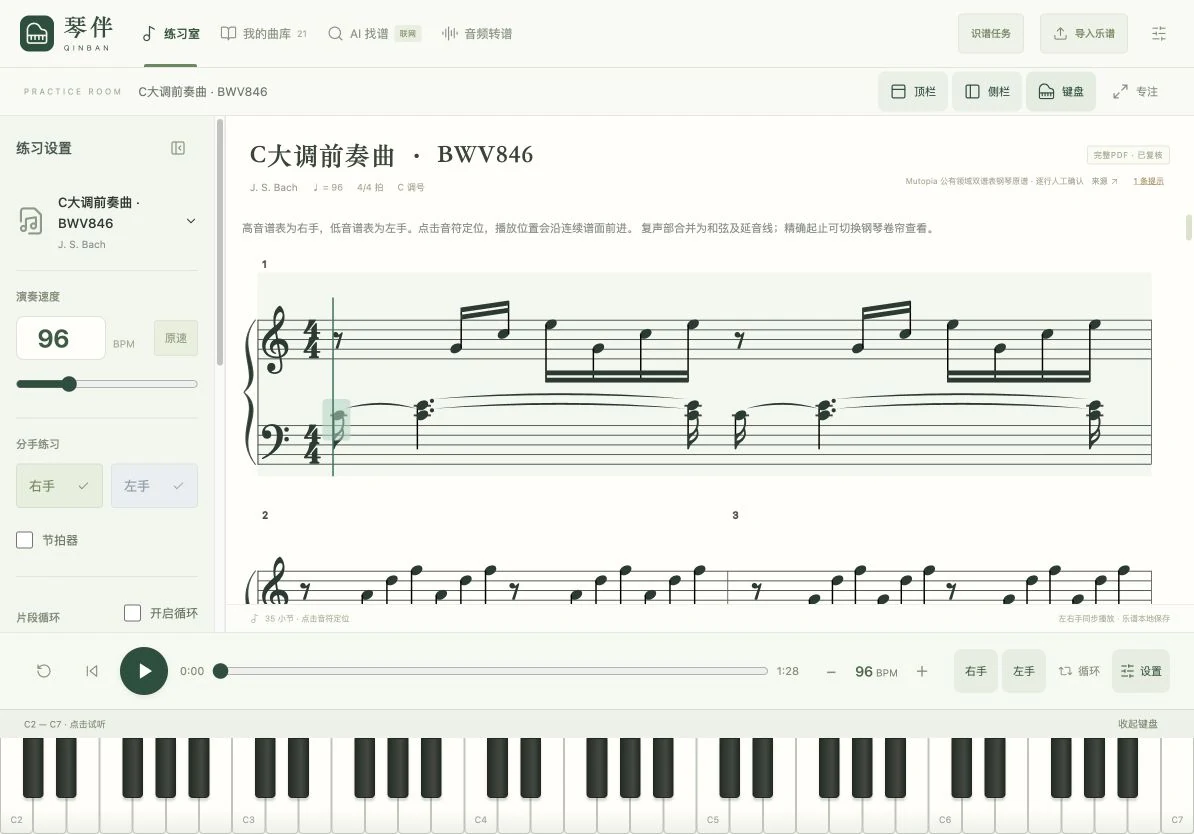 琴伴
QINBAN
练习室
我的曲库 21
AI 找谱 联网
音频转谱
识谱任务
导入乐谱
PRACTICE ROOM
C大调前奏曲 · BWV846
顶栏
侧栏
键盘
专注
练习设置
C大调前奏曲 ·
BWV846
J. S. Bach
演奏速度
96
BPM
原速
分手练习
右手
左手
节拍器
片段循环
开启循环
C大调前奏曲 · BWV846
完整PDF · 已复核
J. S. Bach ♩ = 96 4/4 拍 C 调号
Mutopia 公有领域双谱表钢琴原谱 · 逐行人工确认 来源 ↗ 1 条提示
高音谱表为右手，低音谱表为左手。点击音符定位，播放位置会沿连续谱面前进。 复声部合并为和弦及延音线；精确起止可切换钢琴卷帘查看。
1
4
4
4
4
2
3
35 小节 · 点击音符定位
左右手同步播放 · 乐谱本地保存
0:00
1:28
− 96 BPM +
右手
左手
循环
设置
C2 — C7 · 点击试听
收起键盘
C2
C3
C4
C5
C6
C7